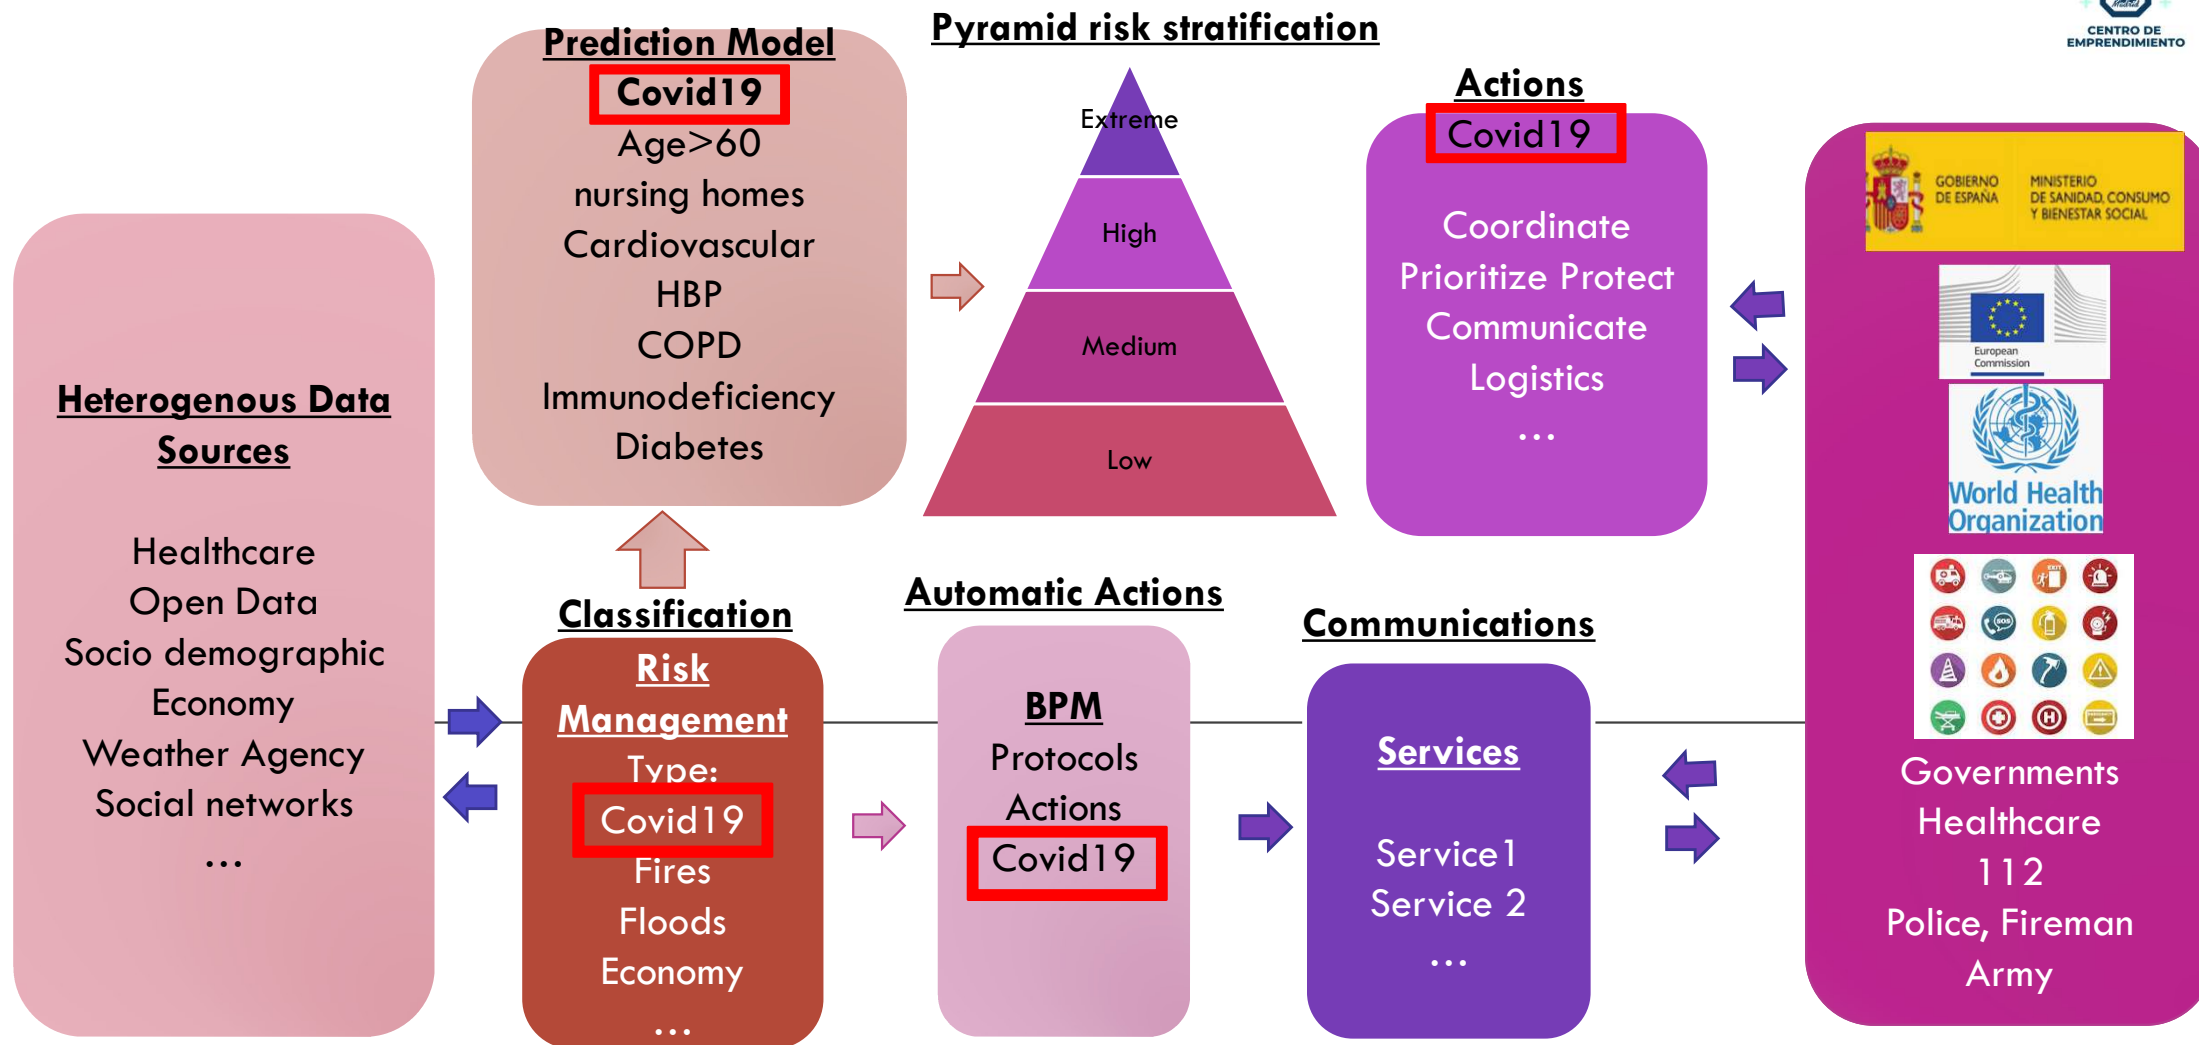 Madrid
CENTRO DE
EMPRENDIMIENTO
Heterogenous Data
Sources
Healthcare
Open Data
Socio demographic
Economy
Weather Agency
Social networks
...
Prediction Model
Covid19
Age>60
nursing homes
Cardiovascular
HBP
COPD
Immunodeficiency
Diabetes
Pyramid risk stratification
Extreme
High
Medium
Low
Actions
Covid19
Coordinate
Prioritize Protect
Communicate
Logistics
...
Classification
Risk
Management
Type:
Covid19
Fires
Floods
Economy
...
Automatic Actions
BPM
Protocols
Actions
Covid19
Communications
Services
Service1
Service 2
...
GOBIERNO
DE ESPAÑA
MINISTERIO
DE SANIDAD, CONSUMO
Y BIENESTAR SOCIAL
European
Commission
World Health
Organization
EXIT
SOS
H
Governments
Healthcare
112
Police, Fireman
Army